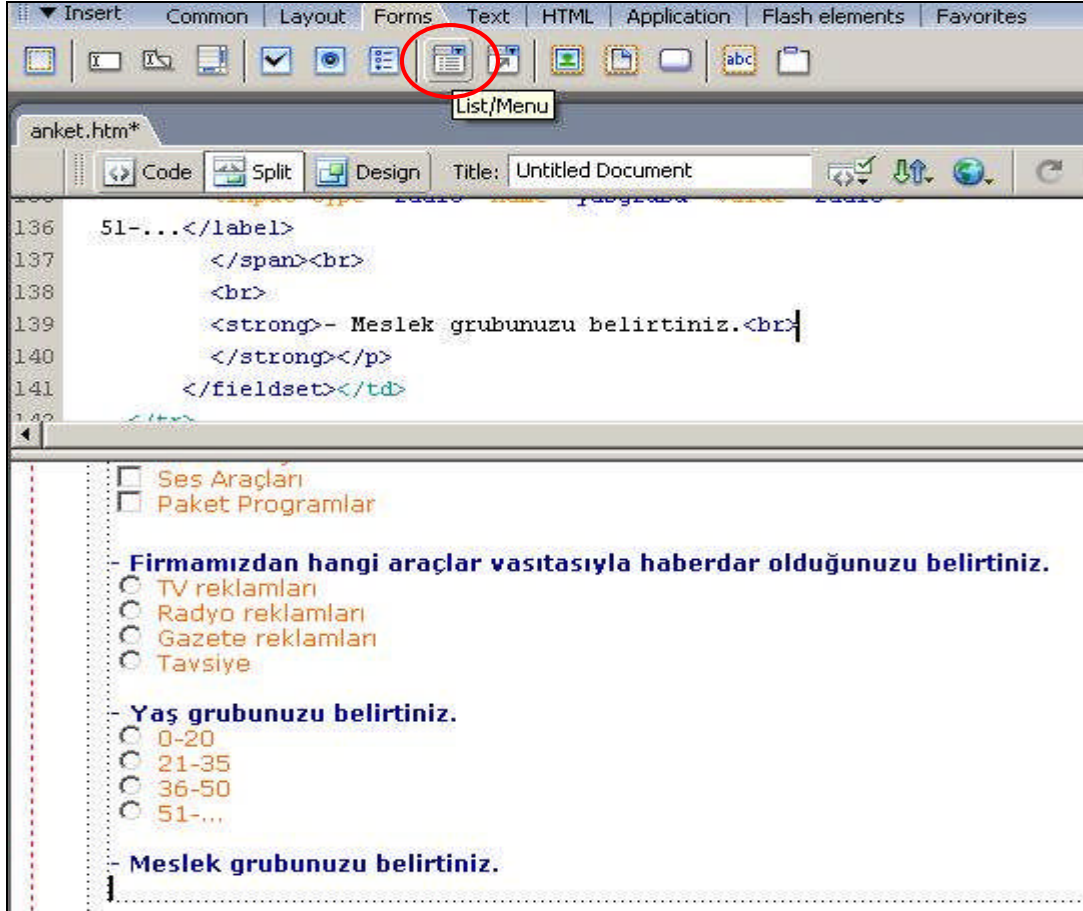 Insert Common Layout Forms Text HTML Application Flash elements Favorites
abc
List/Menu
anket.htm*
Code Split Design Title: Untitled Document
136 51-...</label>
137 </span><br>
138 <br>
139 <strong>- Meslek grubunuzu belirtiniz.<br>
140 </strong></p>
141 </fieldset></td>
Ses Araçları
Paket Programlar
- Firmamızdan hangi araçlar vasıtasıyla haberdar olduğunuzu belirtiniz.
TV reklamları
Radyo reklamları
Gazete reklamları
Tavsiye
- Yaş grubunuzu belirtiniz.
0-20
21-35
36-50
51-...
- Meslek grubunuzu belirtiniz.